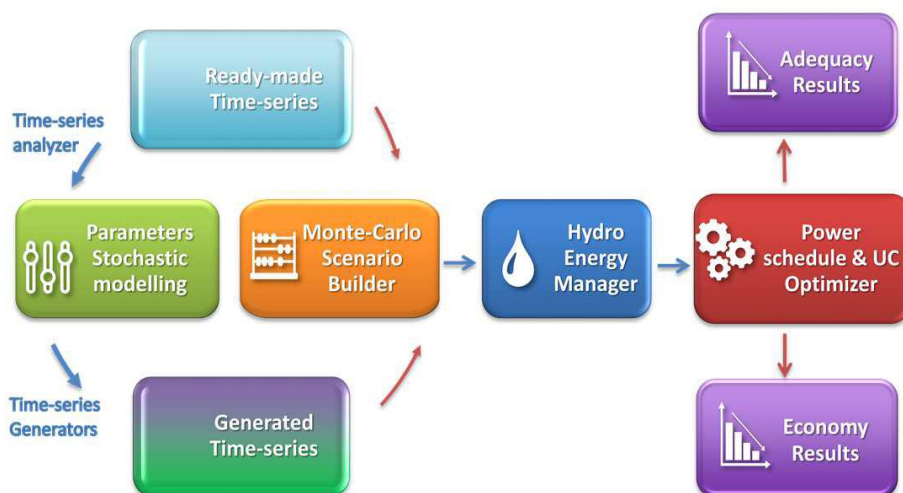 Ready-made
Time-series
Adequacy
Results
Time-series
analyzer
Parameters
Stochastic
modelling
Monte-Carlo
Scenario
Builder
Hydro
Energy
Manager
Power
schedule & UC
Optimizer
Time-series
Generators
Generated
Time-series
Economy
Results